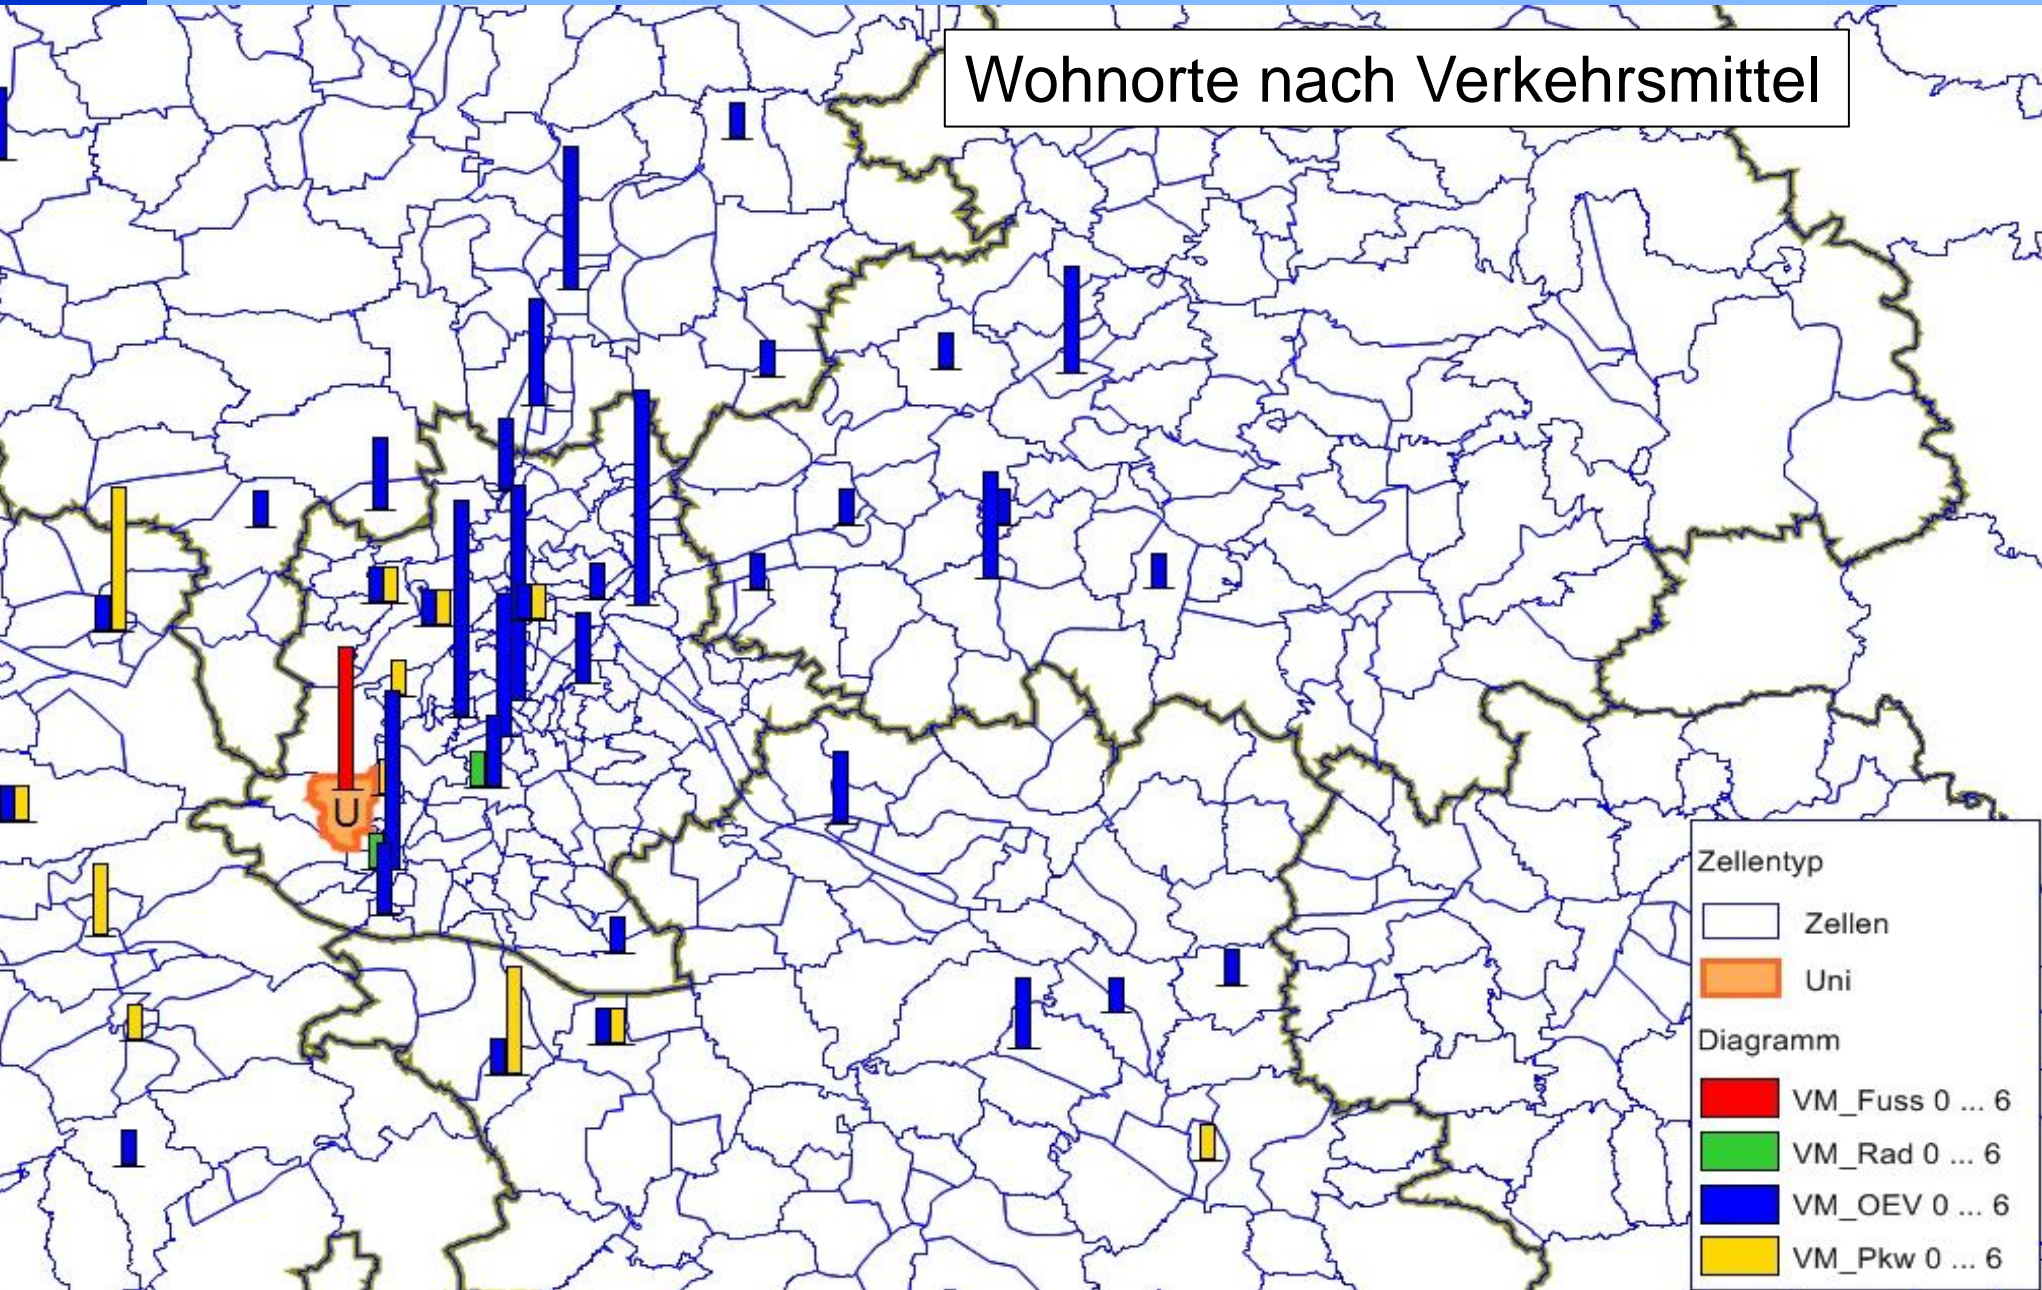 Wohnorte nach Verkehrsmittel
U
Zellentyp
Zellen
Uni
Diagramm
VM_Fuss 0 ... 6
VM_Rad 0 ... 6
VM_OEV 0 ... 6
VM_Pkw 0 ... 6